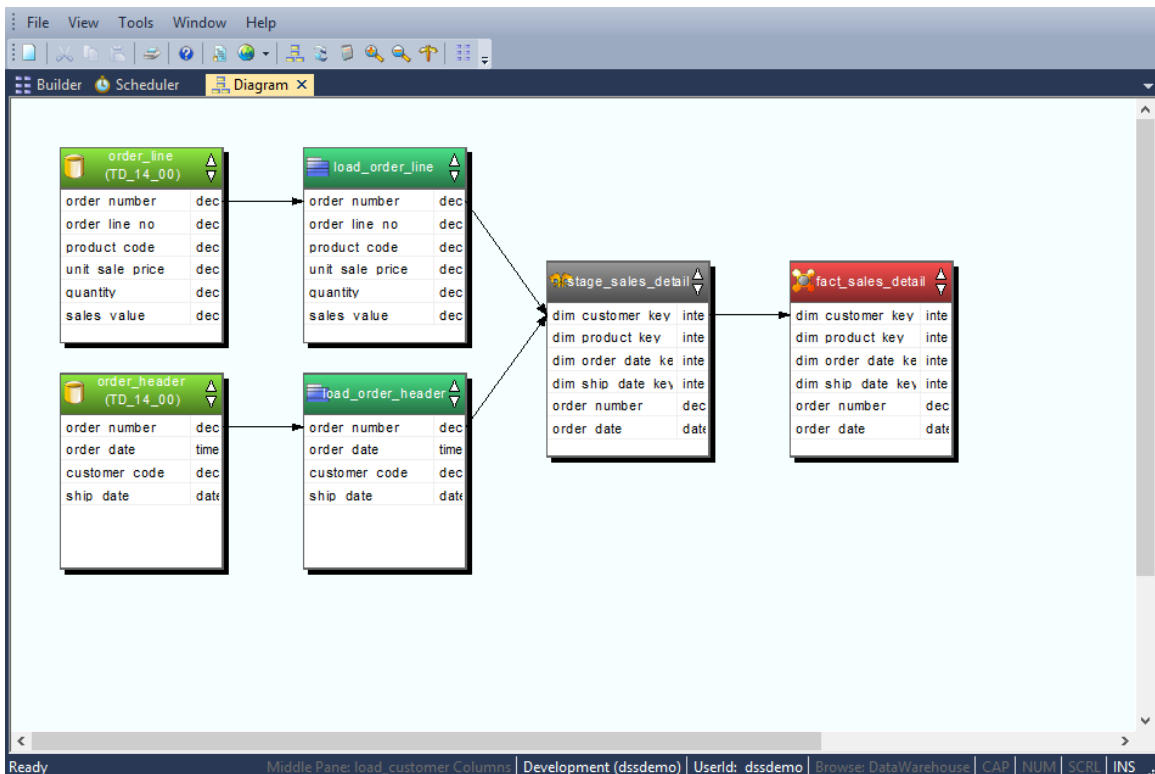 File View Tools Window Help
Builder Scheduler Diagram
order_line
(TD_14_00)
order number dec
order line no dec
product code dec
unit sale price dec
quantity dec
sales value dec
load_order_line
order number dec
order line no dec
product code dec
unit sale price dec
quantity dec
sales value dec
order_header
(TD_14_00)
order number dec
order date time
customer code dec
ship date date
load_order_header
order number dec
order date time
customer code dec
ship date date
stage_sales_detail
dim customer key inte
dim product key inte
dim order date ke inte
dim ship date key inte
order number dec
order date date
fact_sales_detail
dim customer key inte
dim product key inte
dim order date ke inte
dim ship date key inte
order number dec
order date date
Ready Middle Pane: load_customer Columns Development (dssdemo) UserId: dssdemo Browse: DataWarehouse CAP NUM SCRL INS